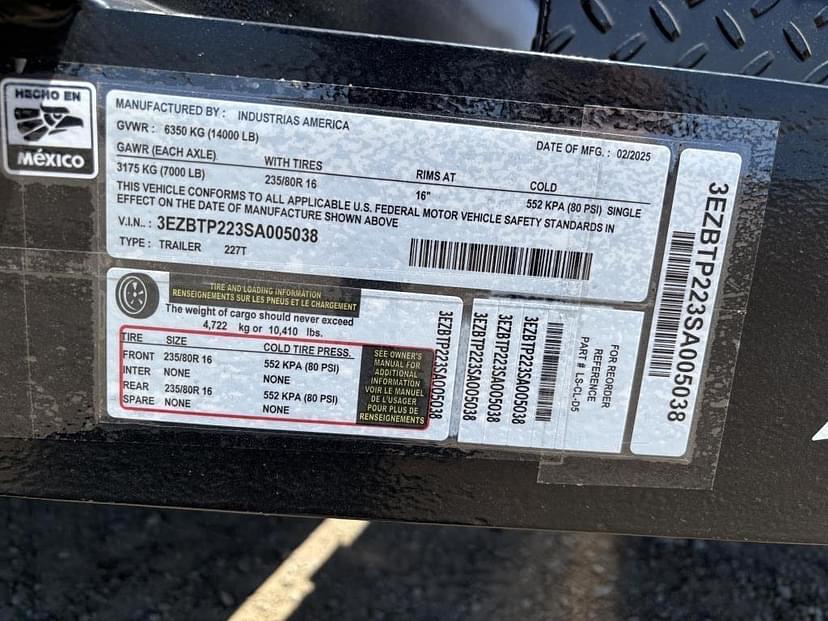 HECHO EN
MÉXICO
MANUFACTURED BY : INDUSTRIAS AMERICA
GVWR : 6350 KG (14000 LB)
DATE OF MFG. : 02/2025
GAWR (EACH AXLE) WITH TIRES RIMS AT COLD
3175 KG (7000 LB) 235/80R 16 16" 552 KPA (80 PSI) SINGLE
THIS VEHICLE CONFORMS TO ALL APPLICABLE U.S. FEDERAL MOTOR VEHICLE SAFETY STANDARDS IN
EFFECT ON THE DATE OF MANUFACTURE SHOWN ABOVE
V.I.N.. : 3EZBTP223SA005038
TYPE : TRAILER 227T
3EZBTP223SA005038
TIRE AND LOADING INFORMATION
RENSEIGNEMENTS SUR LES PNEUS ET LE CHARGEMENT
The weight of cargo should never exceed
4,722 kg or 10,410 lbs.
TIRE SIZE COLD TIRE PRESS.
FRONT 235/80R 16 552 KPA (80 PSI)
INTER NONE NONE
REAR 235/80R 16 552 KPA (80 PSI)
SPARE NONE NONE
SEE OWNER'S
MANUAL FOR
ADDITIONAL
INFORMATION
VOIR LE MANUEL
DE L'USAGER
POUR PLUS DE
RENSEIGNEMENTS
3EZBTP223SA005038
3EZBTP223SA005038
3EZBTP223SA005038
3EZBTP223SA005038
FOR REORDER
REFERENCE
PART # LS-CL-D5